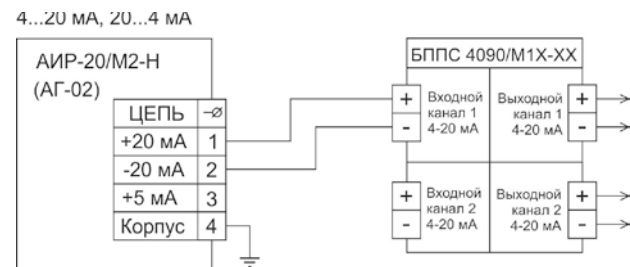 4...20 мА, 20...4 мА
АИР-20/М2-Н
(АГ-02)
ЦЕПЬ
+20 мА 1
-20 мА 2
+5 мА 3
Корпус 4
БППС 4090/М1Х-ХХ
+ Входной
канал 1
- 4-20 мА
Выходной +
канал 1
4-20 мА -
+ Входной
канал 2
- 4-20 мА
Выходной +
канал 2
4-20 мА -